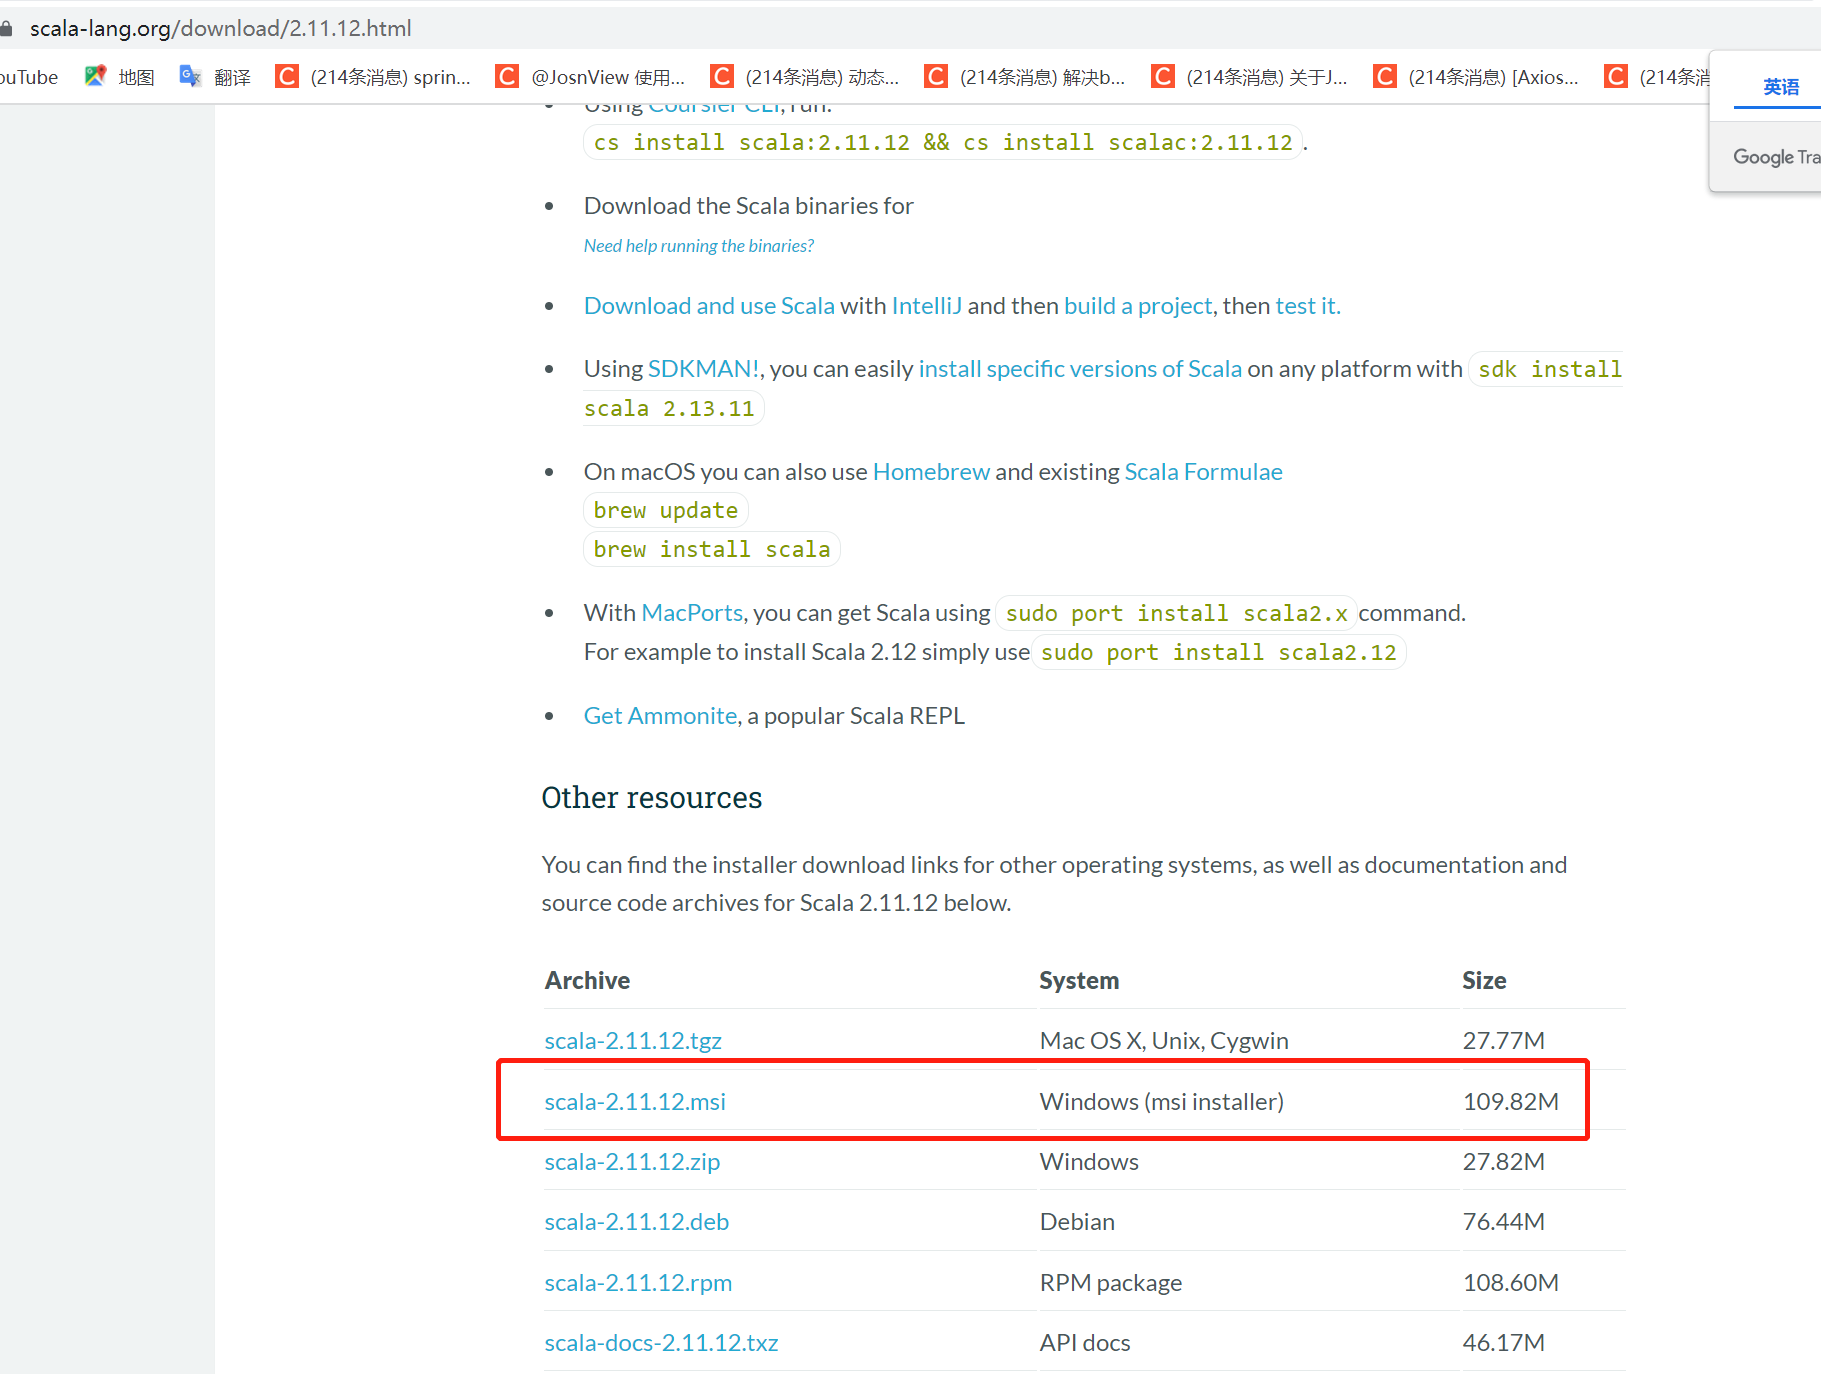 scala-lang.org/download/2.11.12.html
ouTube 地图 翻译 (214条消息) sprin... @JosnView 使用... (214条消息) 动态... (214条消息) 解决b... (214条消息) 关于J... (214条消息) [Axios... (214条消
英语
Google Tra
Using Coursier CLI, run:
cs install scala:2.11.12 && cs install scalac:2.11.12.
Download the Scala binaries for
Need help running the binaries?
Download and use Scala with IntelliJ and then build a project, then test it.
Using SDKMAN!, you can easily install specific versions of Scala on any platform with sdk install
scala 2.13.11
On macOS you can also use Homebrew and existing Scala Formulae
brew update
brew install scala
With MacPorts, you can get Scala using sudo port install scala2.x command.
For example to install Scala 2.12 simply use sudo port install scala2.12
Get Ammonite, a popular Scala REPL
Other resources
You can find the installer download links for other operating systems, as well as documentation and
source code archives for Scala 2.11.12 below.
Archive System Size
scala-2.11.12.tgz Mac OS X, Unix, Cygwin 27.77M
scala-2.11.12.msi Windows (msi installer) 109.82M
scala-2.11.12.zip Windows 27.82M
scala-2.11.12.deb Debian 76.44M
scala-2.11.12.rpm RPM package 108.60M
scala-docs-2.11.12.txz API docs 46.17M